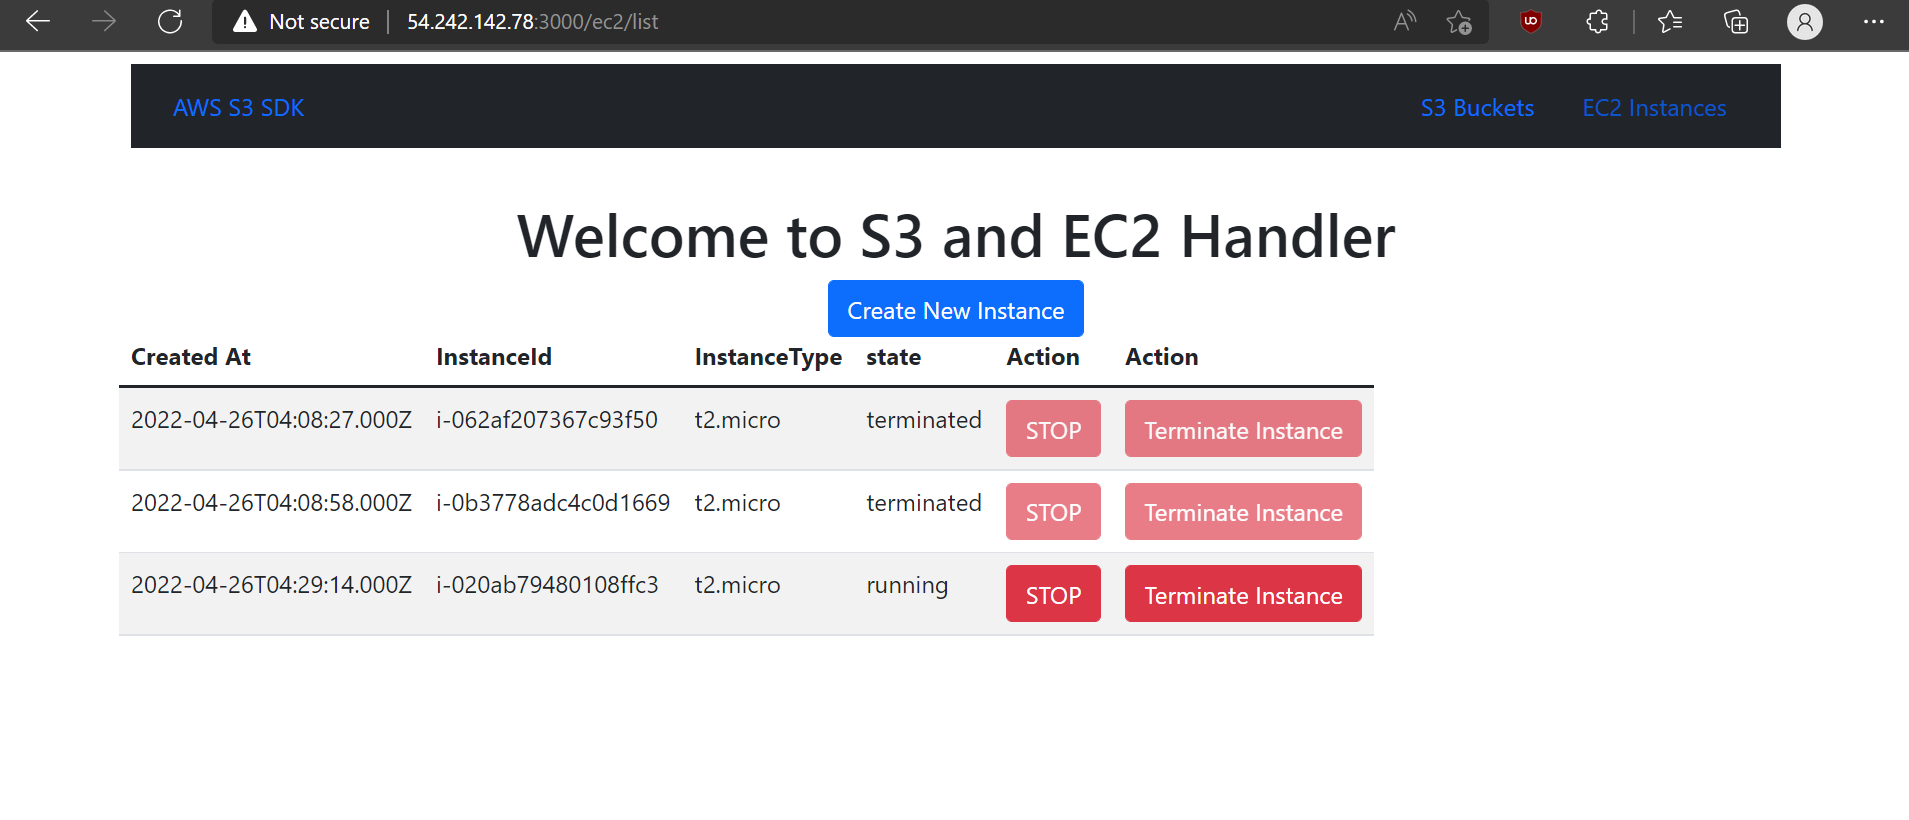 Not secure 54.242.142.78:3000/ec2/list
AWS S3 SDK S3 Buckets EC2 Instances
Welcome to S3 and EC2 Handler
Create New Instance
Created At InstanceId InstanceType state Action Action
2022-04-26T04:08:27.000Z i-062af207367c93f50 t2.micro terminated STOP Terminate Instance
2022-04-26T04:08:58.000Z i-0b3778adc4c0d1669 t2.micro terminated STOP Terminate Instance
2022-04-26T04:29:14.000Z i-020ab79480108ffc3 t2.micro running STOP Terminate Instance